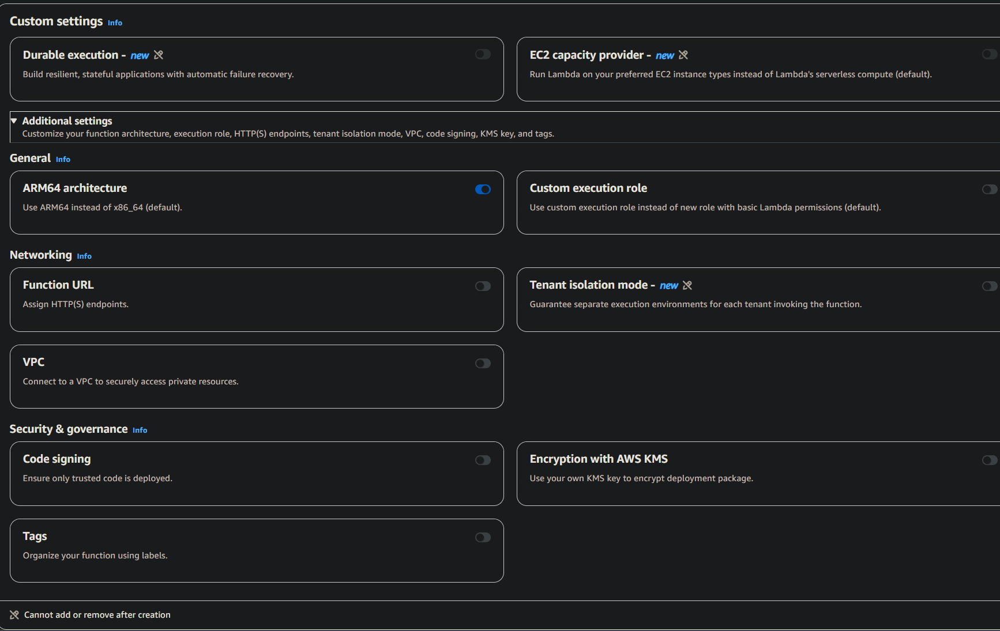 Custom settings Info
Durable execution - new
Build resilient, stateful applications with automatic failure recovery.
EC2 capacity provider - new
Run Lambda on your preferred EC2 instance types instead of Lambda's serverless compute (default).
Additional settings
Customize your function architecture, execution role, HTTP(S) endpoints, tenant isolation mode, VPC, code signing, KMS key, and tags.
General Info
ARM64 architecture
Use ARM64 instead of x86_64 (default).
Custom execution role
Use custom execution role instead of new role with basic Lambda permissions (default).
Networking Info
Function URL
Assign HTTP(S) endpoints.
Tenant isolation mode - new
Guarantee separate execution environments for each tenant invoking the function.
VPC
Connect to a VPC to securely access private resources.
Security & governance Info
Code signing
Ensure only trusted code is deployed.
Encryption with AWS KMS
Use your own KMS key to encrypt deployment package.
Tags
Organize your function using labels.
Cannot add or remove after creation